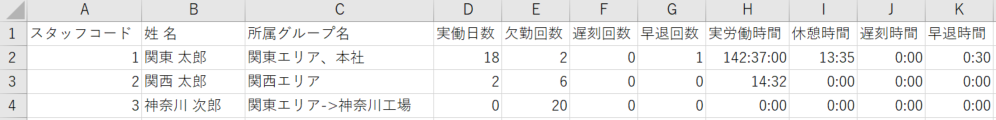 A B C D E F G H I J K
1 スタッフコード 姓 名 所属グループ名 実働日数 欠勤回数 遅刻回数 早退回数 実労働時間 休憩時間 遅刻時間 早退時間
2 1 関東 太郎 関東エリア、本社 18 2 0 1 142:37:00 13:35 0:00 0:30
3 2 関西 太郎 関西エリア 2 6 0 0 14:32 0:00 0:00 0:00
4 3 神奈川 次郎 関東エリア->神奈川工場 0 20 0 0 0:00 0:00 0:00 0:00